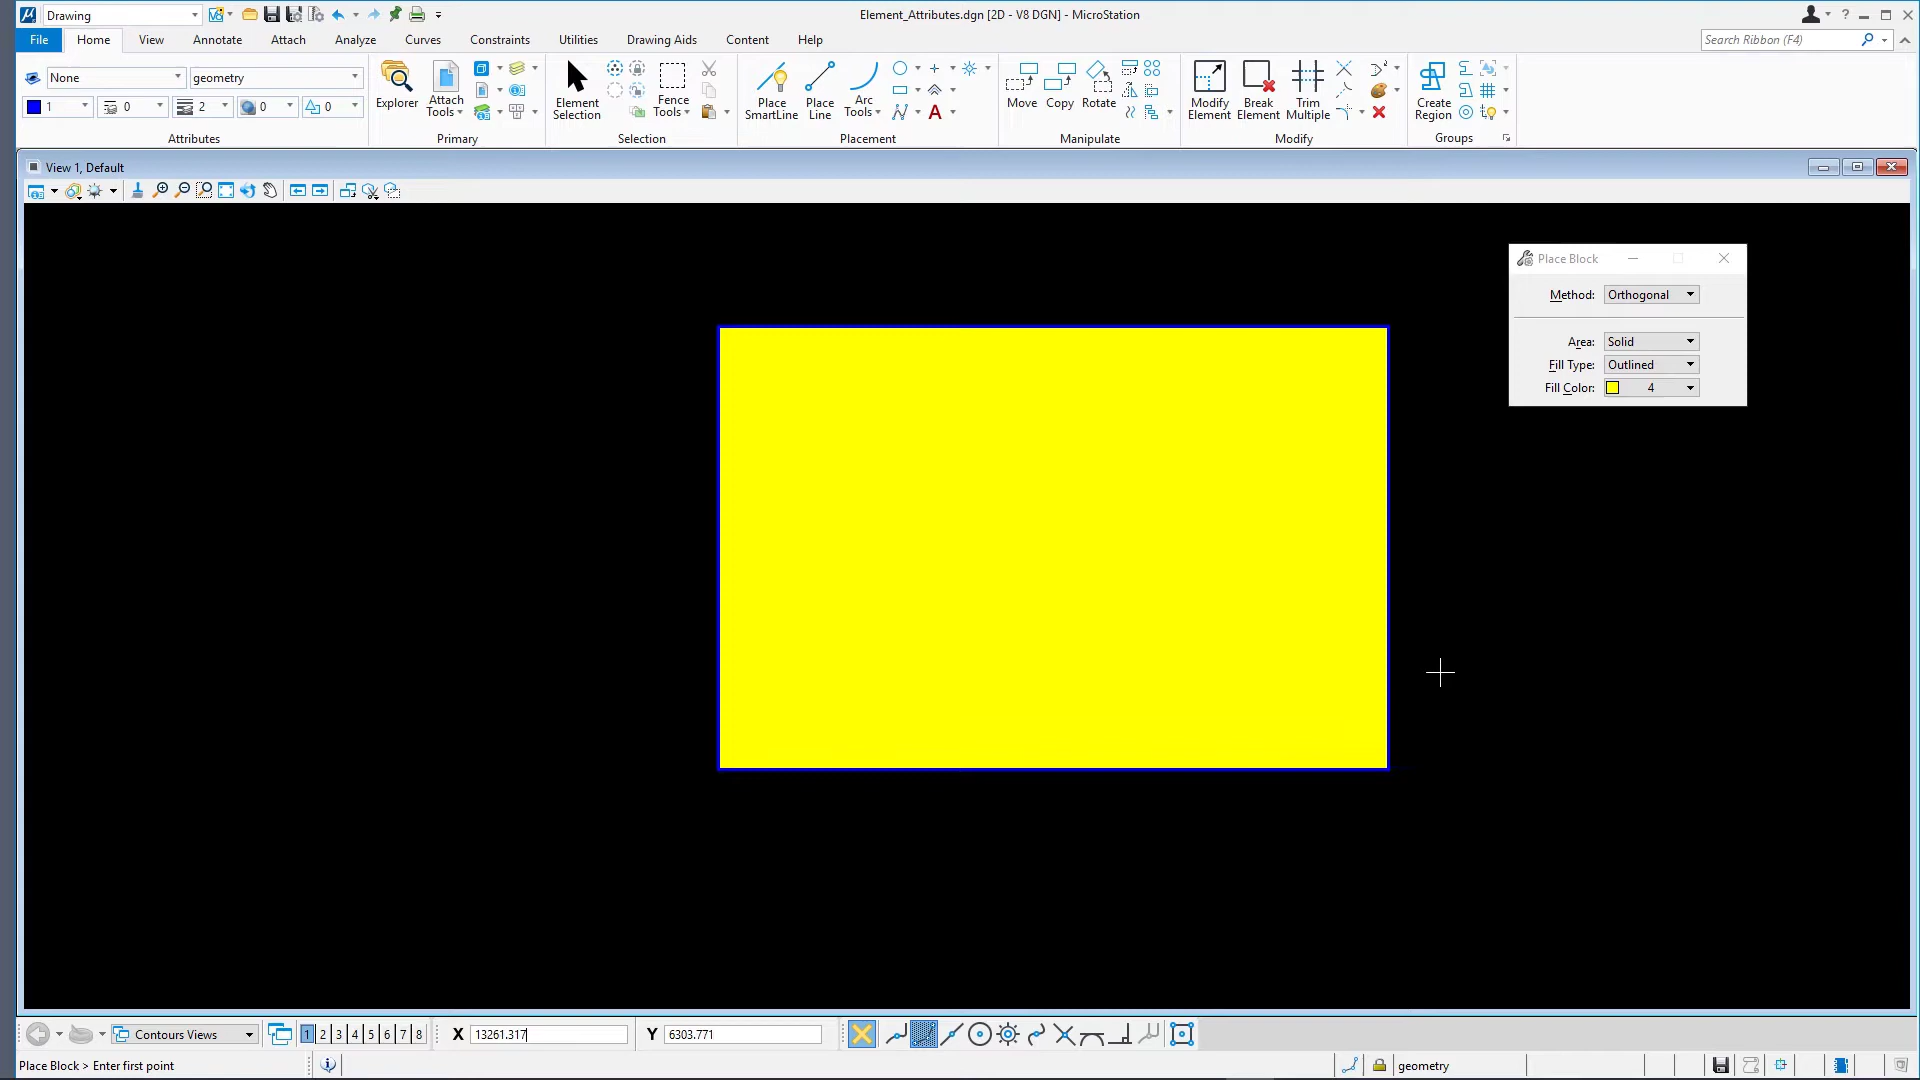 Drawing
Element_Attributes.dgn [2D - V8 DGN] - MicroStation
File Home View Annotate Attach Analyze Curves Constraints Utilities Drawing Aids Content Help
Search Ribbon (F4)
None geometry
1 0 2 0 0
Attributes
Explorer
Attach Tools
Primary
Element Selection
Fence Tools
Selection
Place SmartLine
Place Line
Arc Tools
Placement
Move Copy Rotate
Manipulate
Modify Element
Break Element
Trim Multiple
Modify
Create Region
Groups
View 1, Default
Place Block
Method: Orthogonal
Area: Solid
Fill Type: Outlined
Fill Color: 4
Contours Views
1 2 3 4 5 6 7 8
X 13261.317
Y 6303.771
Place Block > Enter first point
geometry